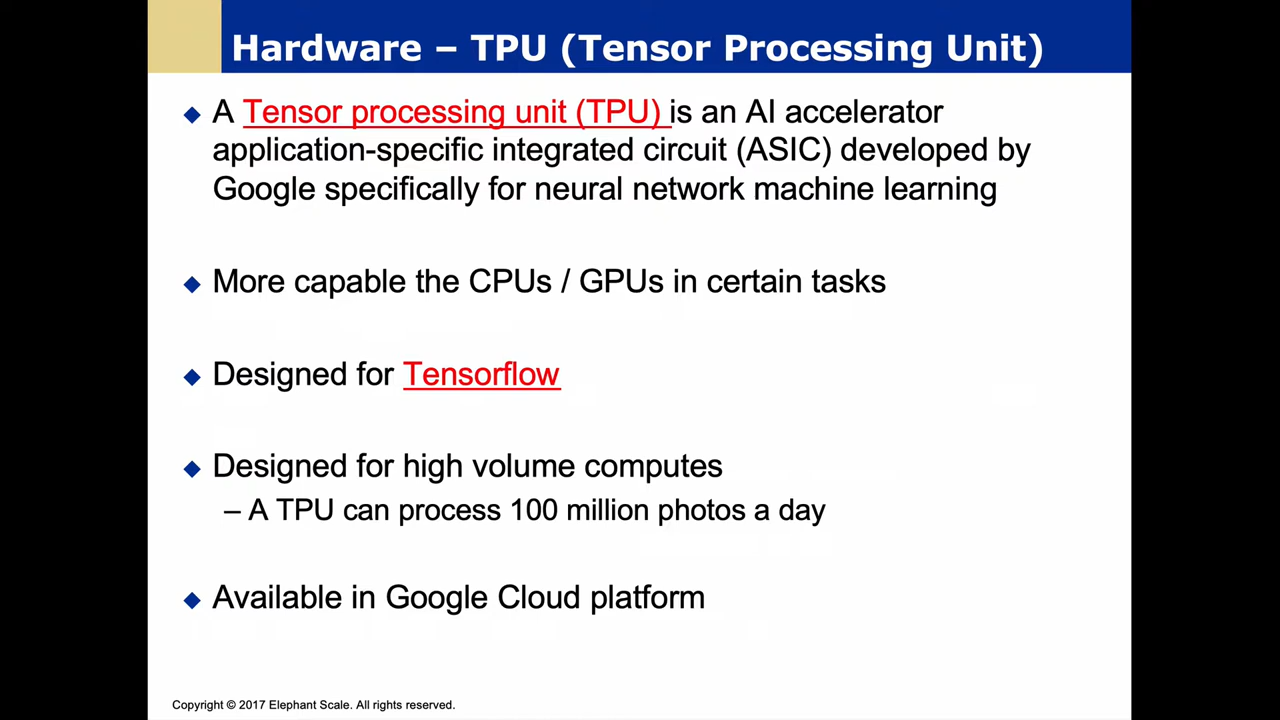 Hardware – TPU (Tensor Processing Unit)
A Tensor processing unit (TPU) is an AI accelerator
application-specific integrated circuit (ASIC) developed by
Google specifically for neural network machine learning
More capable the CPUs / GPUs in certain tasks
Designed for Tensorflow
Designed for high volume computes
– A TPU can process 100 million photos a day
Available in Google Cloud platform
Copyright © 2017 Elephant Scale. All rights reserved.